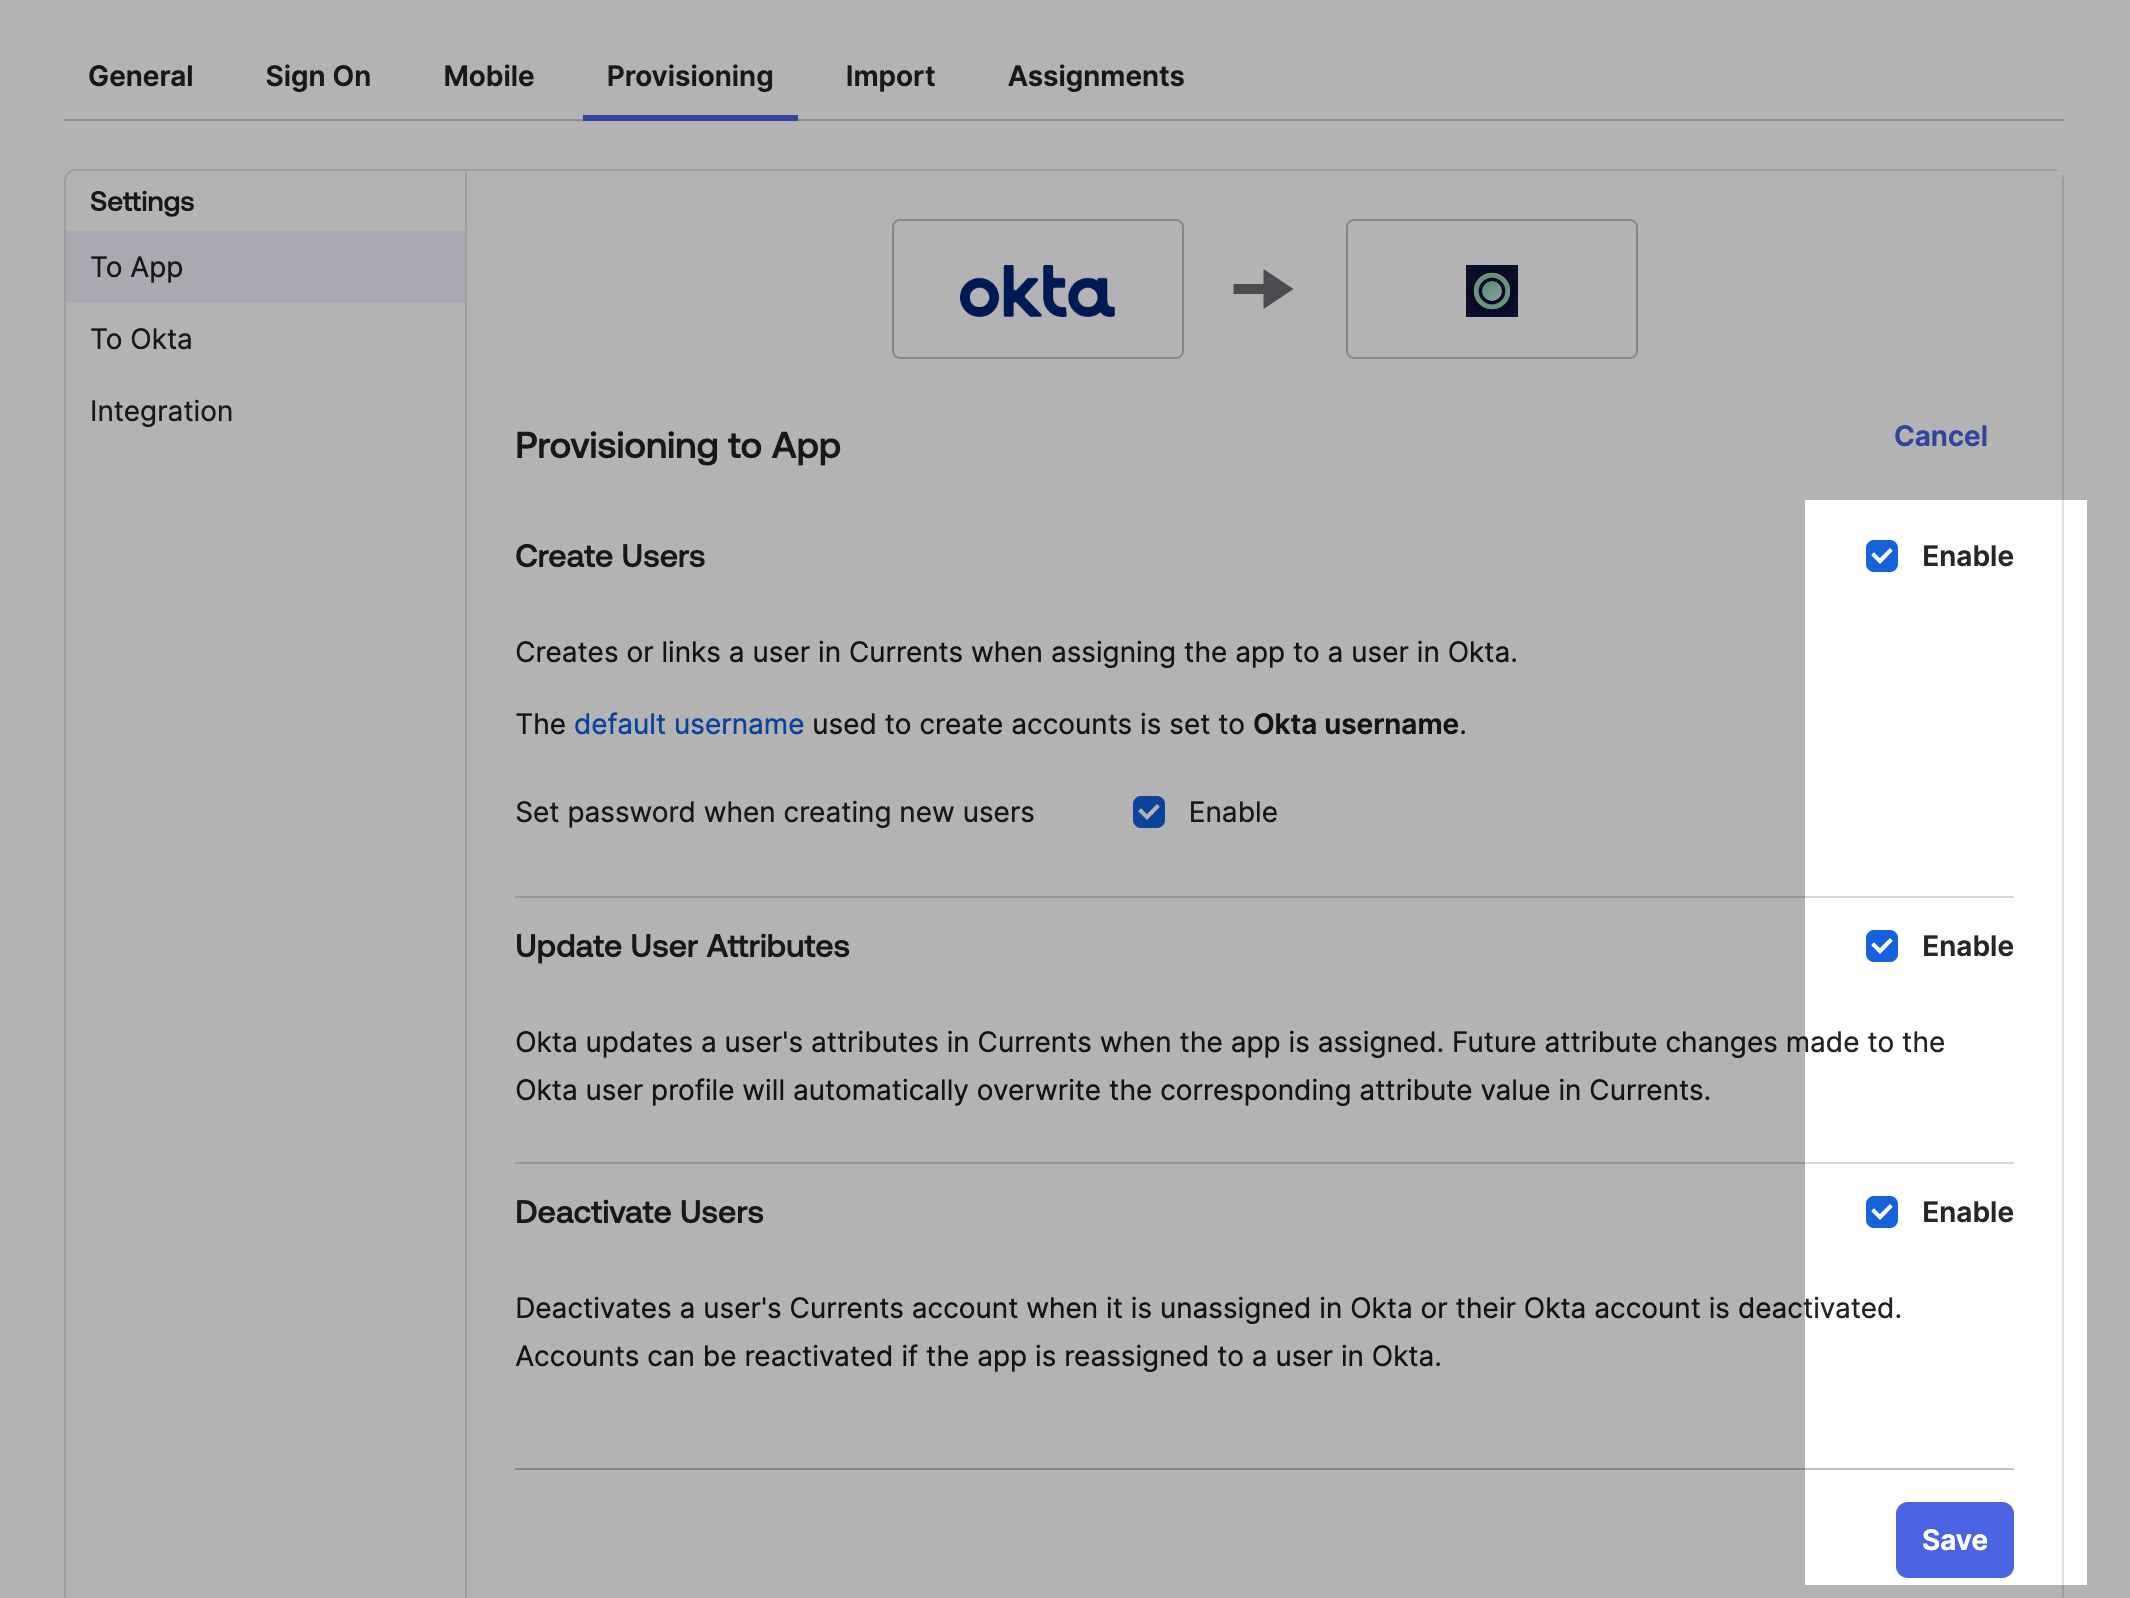 General Sign On Mobile Provisioning Import Assignments
Settings
To App
To Okta
Integration
okta
Provisioning to App
Cancel
Create Users
Enable
Creates or links a user in Currents when assigning the app to a user in Okta.
The default username used to create accounts is set to Okta username.
Set password when creating new users Enable
Update User Attributes
Enable
Okta updates a user's attributes in Currents when the app is assigned. Future attribute changes made to the
Okta user profile will automatically overwrite the corresponding attribute value in Currents.
Deactivate Users
Enable
Deactivates a user's Currents account when it is unassigned in Okta or their Okta account is deactivated.
Accounts can be reactivated if the app is reassigned to a user in Okta.
Save